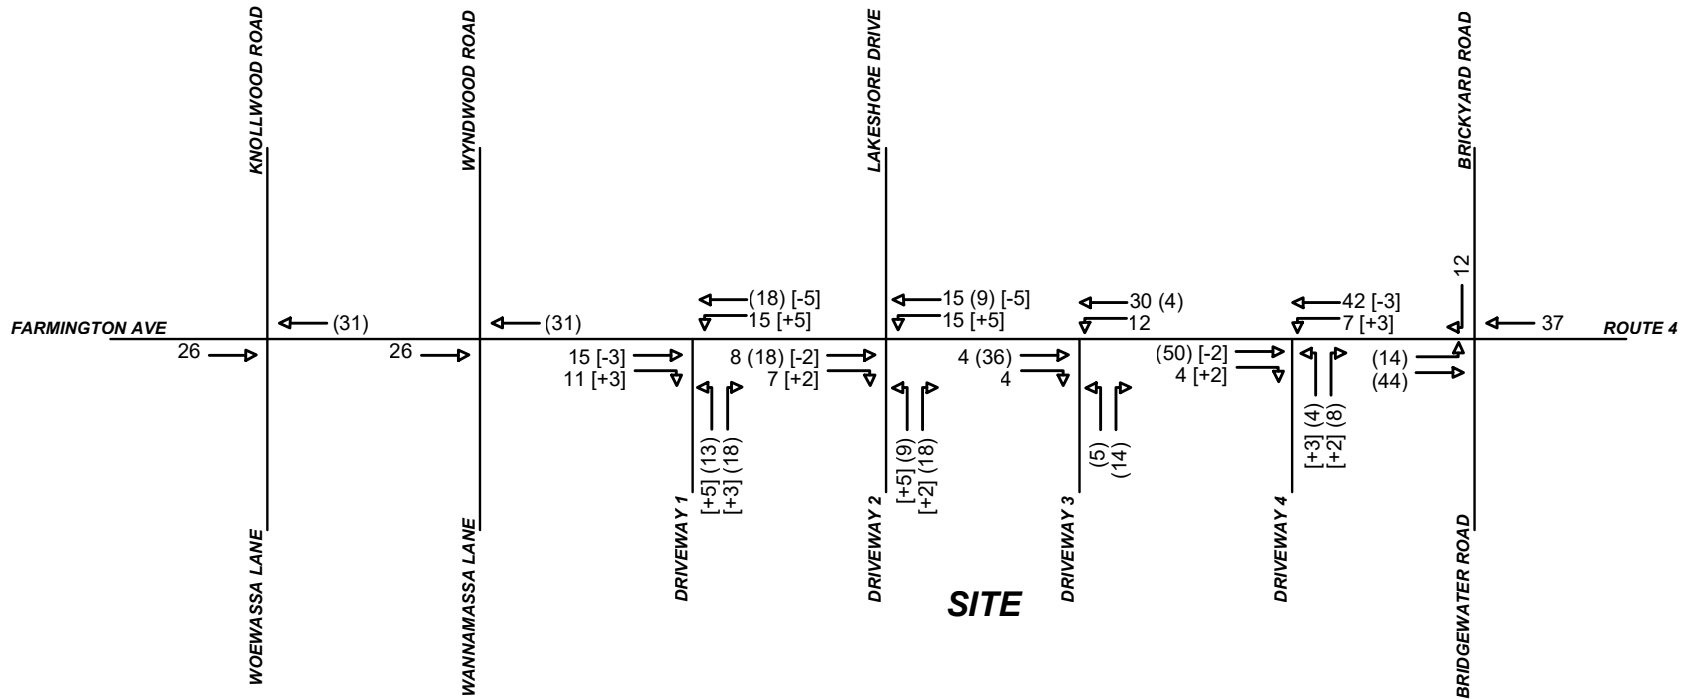 KNOLLWOOD ROAD
WYNDWOOD ROAD
LAKESHORE DRIVE
BRICKYARD ROAD
FARMINGTON AVE
ROUTE 4
(31)
26
(31)
26
(18) [-5]
15 [+5]
15 [-3]
11 [+3]
[+5] (13)
[+3] (18)
15 (9) [-5]
15 [+5]
8 (18) [-2]
7 [+2]
[+5] (9)
[+2] (18)
30 (4)
12
4 (36)
4
(5)
(14)
42 [-3]
7 [+3]
(50) [-2]
4 [+2]
[+3] (4)
[+2] (8)
12
37
(14)
(44)
WOEWASSA LANE
WANNAMASSA LANE
DRIVEWAY 1
DRIVEWAY 2
DRIVEWAY 3
DRIVEWAY 4
BRIDGEWATER ROAD
SITE